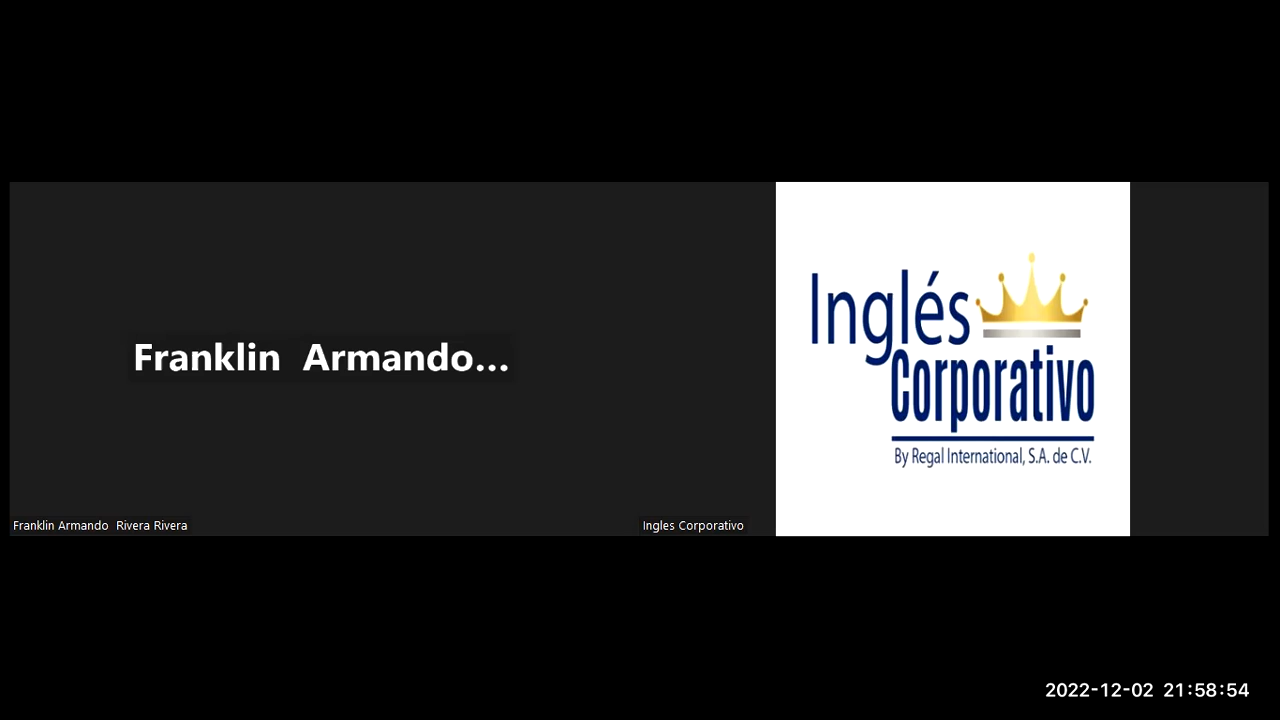 Franklin Armando...
Franklin Armando Rivera Rivera
Ingles Corporativo
Inglés
Corporativo
By Regal International, S.A. de C.V.
2022-12-02 21:58:54